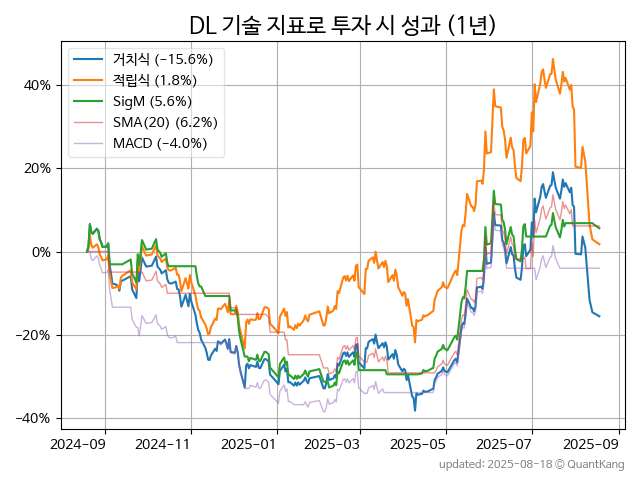 DL 기술 지표로 투자 시 성과 (1년)
거치식 (−15.6%)
적립식 (1.8%)
SigM (5.6%)
SMA(20) (6.2%)
MACD (−4.0%)
40%
20%
0%
−20%
−40%
2024-09
2024-11
2025-01
2025-03
2025-05
2025-07
2025-09
updated: 2025-08-18 © QuantKang